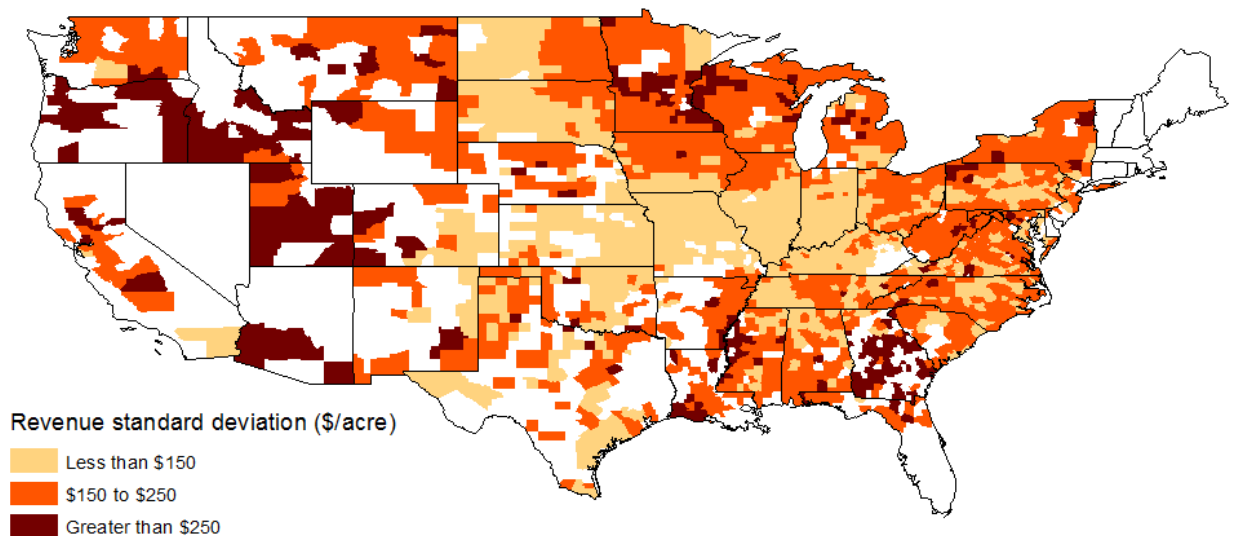 Revenue standard deviation ($/acre)
Less than $150
$150 to $250
Greater than $250